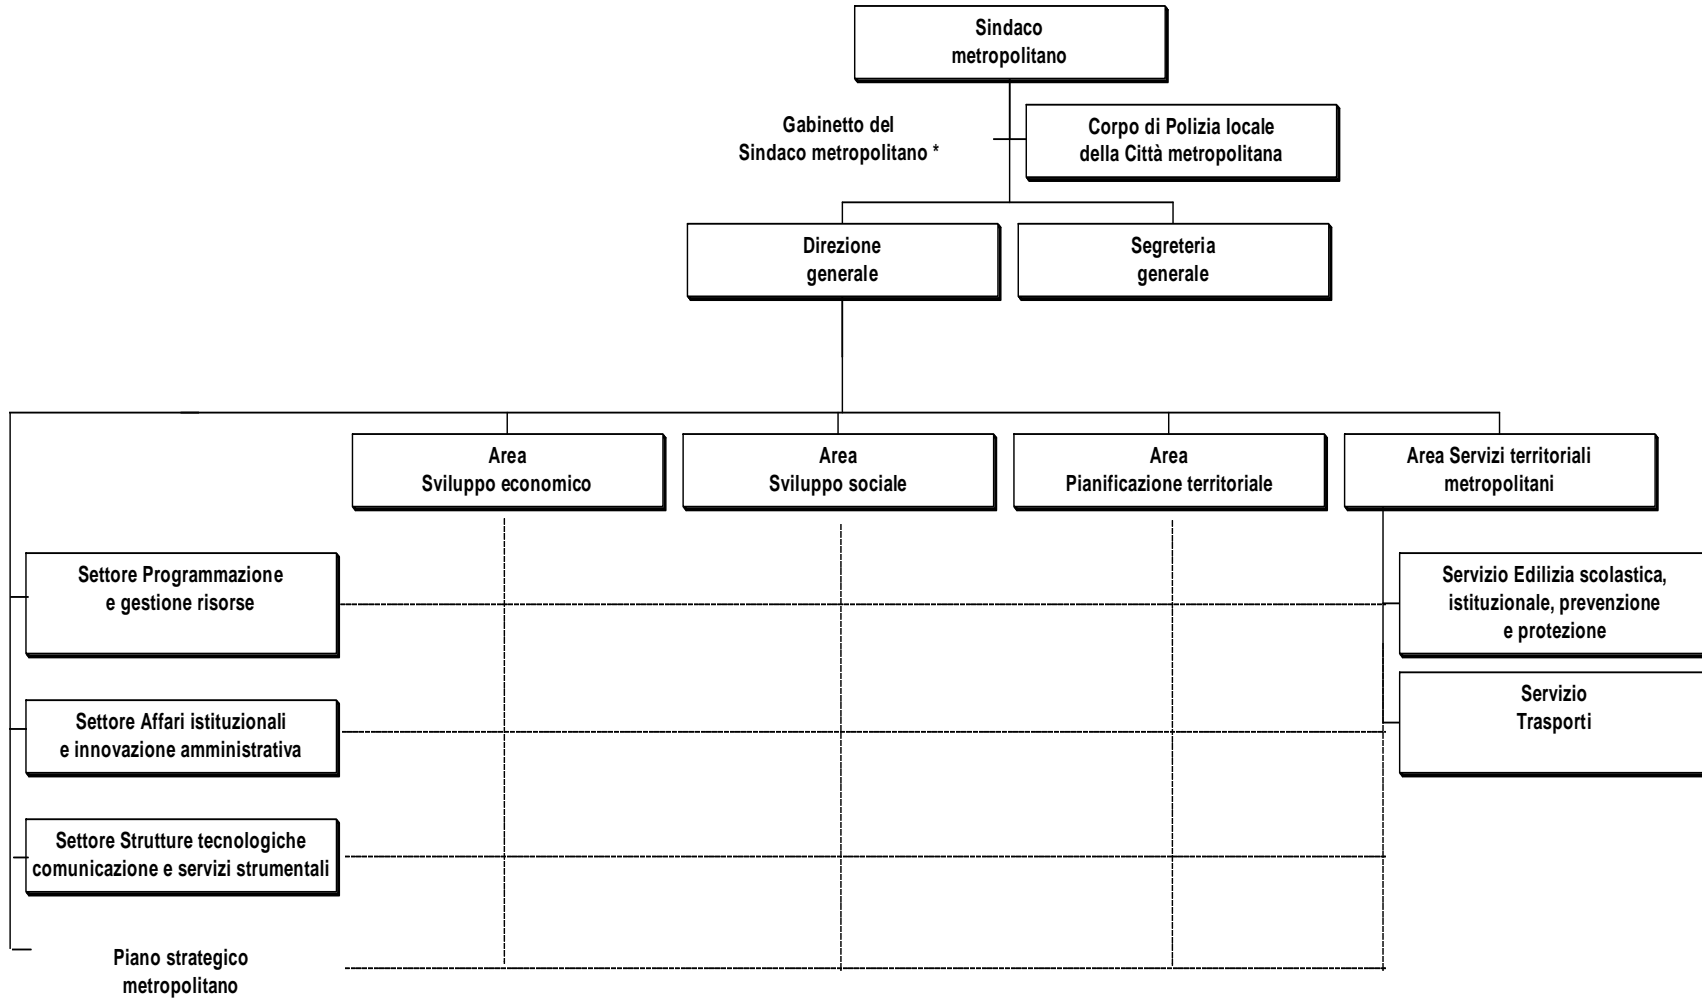 Sindaco
metropolitano
Gabinetto del
Sindaco metropolitano *
Corpo di Polizia locale
della Città metropolitana
Direzione
generale
Segreteria
generale
Area
Sviluppo economico
Area
Sviluppo sociale
Area
Pianificazione territoriale
Area Servizi territoriali
metropolitani
Settore Programmazione
e gestione risorse
Servizio Edilizia scolastica,
istituzionale, prevenzione
e protezione
Settore Affari istituzionali
e innovazione amministrativa
Servizio
Trasporti
Settore Strutture tecnologiche
comunicazione e servizi strumentali
Piano strategico
metropolitano